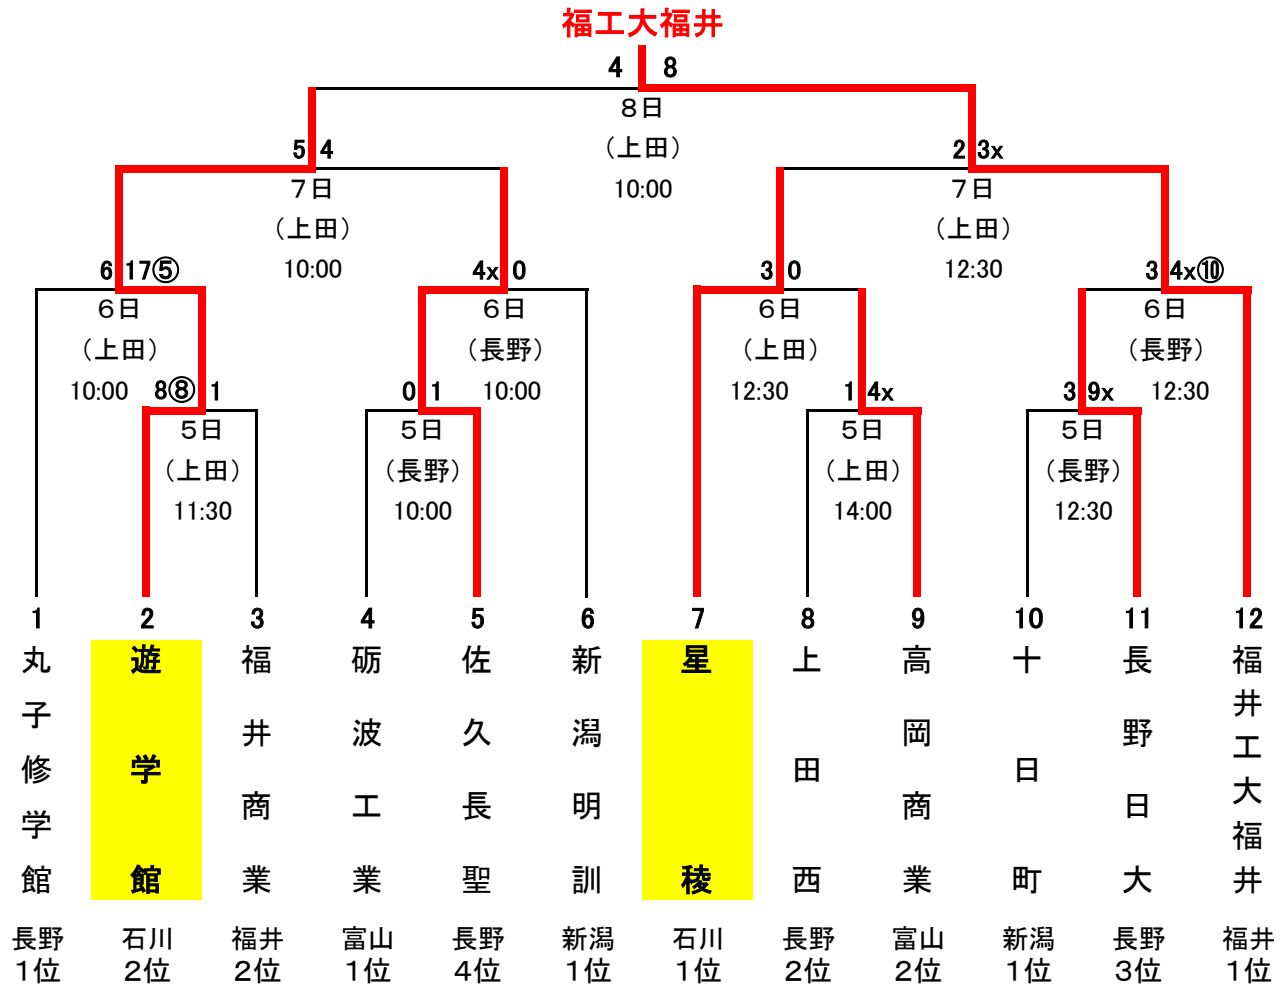 福工大福井
4 8
8日
(上田)
10:00
5 4
2 3x
7日
(上田)
10:00
7日
(上田)
12:30
6 17⑤
4x 0
3 0
3 4x⑩
6日
(上田)
10:00
6日
(長野)
10:00
6日
(上田)
12:30
6日
(長野)
12:30
8⑧ 1
0 1
1 4x
3 9x
5日
(上田)
11:30
5日
(長野)
10:00
5日
(上田)
14:00
5日
(長野)
12:30
1 2 3 4 5 6 7 8 9 10 11 12
丸子修学館
遊学館
福井商業
砺波工業
佐久長聖
新潟明訓
星稜
上田西
高岡商業
十日町
長野日大
福井工大福井
長野 石川 福井 富山 長野 新潟 石川 長野 富山 新潟 長野 福井
1位 2位 2位 1位 4位 1位 1位 2位 2位 1位 3位 1位